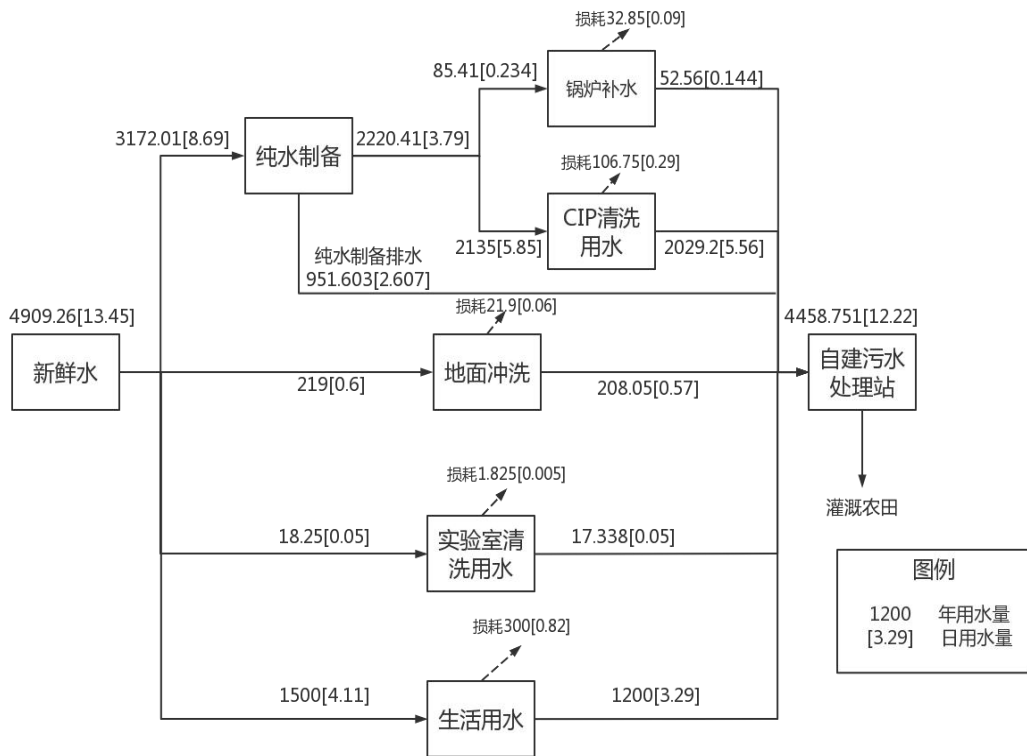 损耗32.85[0.09]
85.41[0.234]
锅炉补水
52.56[0.144]
3172.01[8.69]
纯水制备
2220.41[3.79]
损耗106.75[0.29]
CIP清洗
用水
2135[5.85]
2029.2[5.56]
纯水制备排水
951.603[2.607]
损耗21.9[0.06]
4909.26[13.45]
新鲜水
219[0.6]
地面冲洗
208.05[0.57]
4458.751[12.22]
自建污水
处理站
灌溉农田
损耗1.825[0.005]
18.25[0.05]
实验室清
洗用水
17.338[0.05]
损耗300[0.82]
1500[4.11]
生活用水
1200[3.29]
图例
1200 年用水量
[3.29] 日用水量